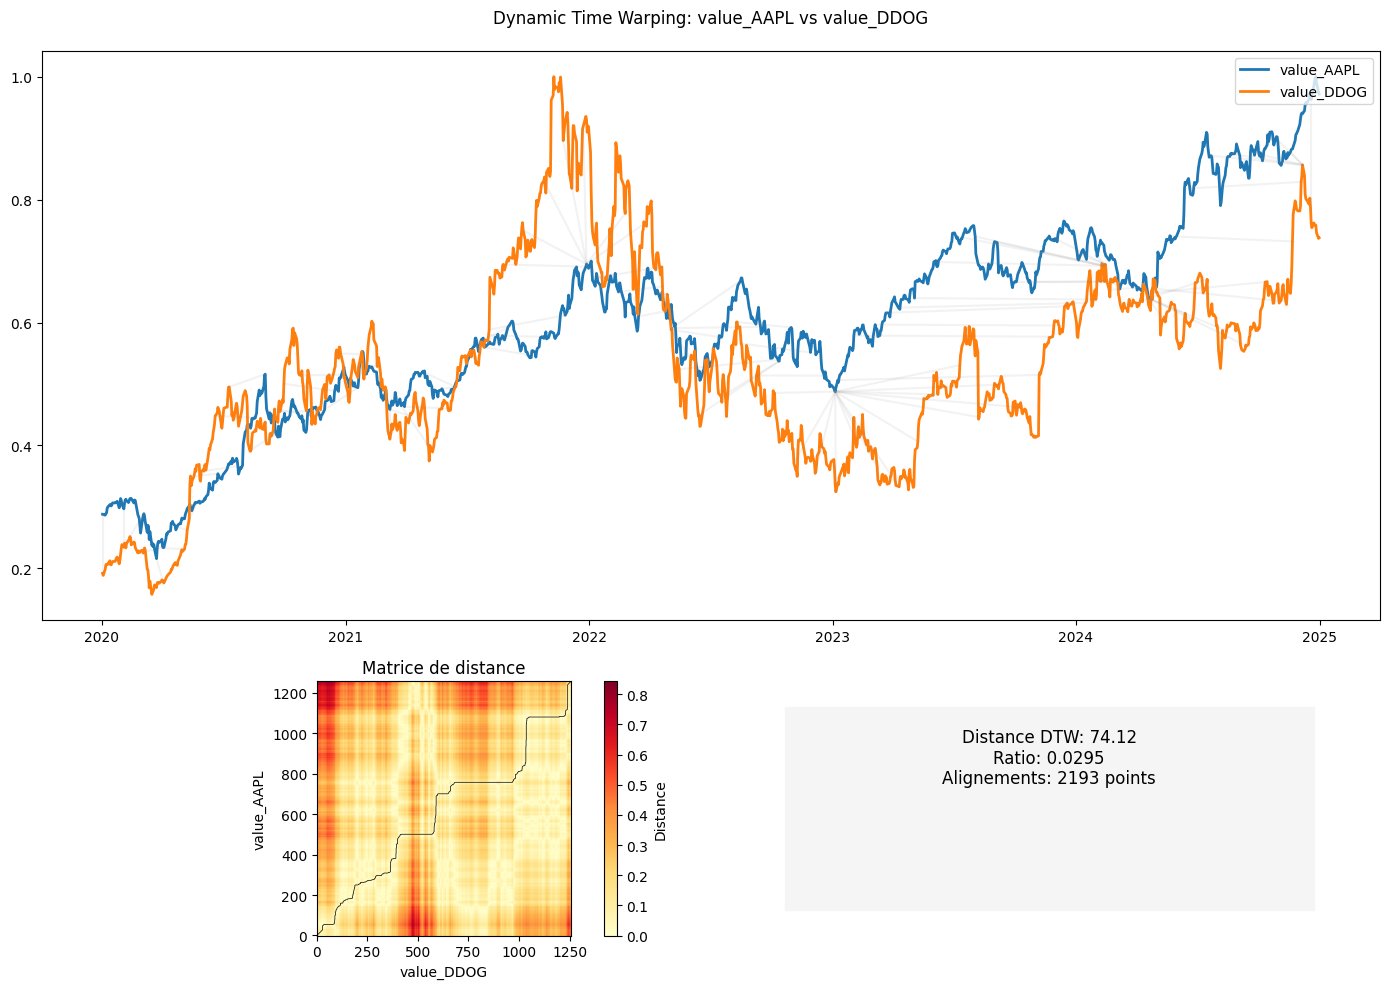 Dynamic Time Warping: value_AAPL vs value_DDOG
value_AAPL
value_DDOG
1.0
0.8
0.6
0.4
0.2
2020 2021 2022 2023 2024 2025
Matrice de distance
value_AAPL
1200
1000
800
600
400
200
0
0 250 500 750 1000 1250
value_DDOG
0.8
0.7
0.6
0.5
0.4
0.3
0.2
0.1
0.0
Distance
Distance DTW: 74.12
Ratio: 0.0295
Alignements: 2193 points